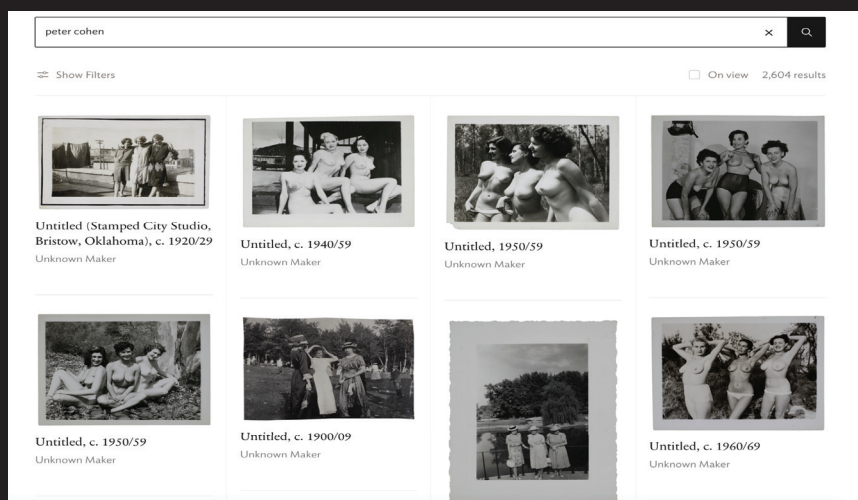 peter cohen
Show Filters
On view
2,604 results
Untitled (Stamped City Studio,
Bristow, Oklahoma), c. 1920/29
Unknown Maker
Untitled, c. 1940/59
Unknown Maker
Untitled, 1950/59
Unknown Maker
Untitled, c. 1950/59
Unknown Maker
Untitled, c. 1950/59
Unknown Maker
Untitled, c. 1900/09
Unknown Maker
Untitled, c. 1960/69
Unknown Maker